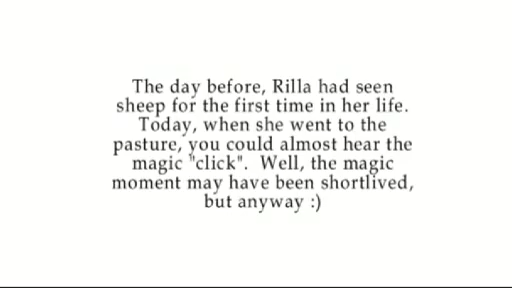 The day before, Rilla had seen
sheep for the first time in her life.
Today, when she went to the
pasture, you could almost hear the
magic "click".  Well, the magic
moment may have been shortlived,
but anyway :)